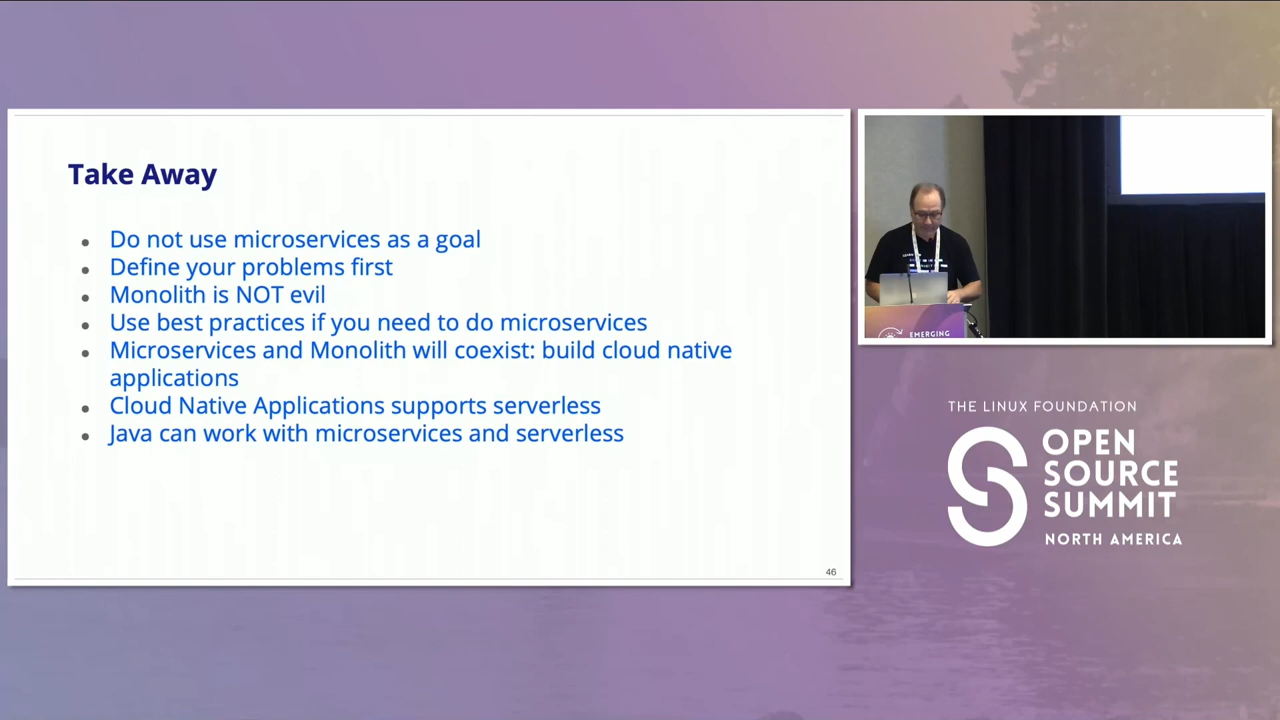 Take Away
Do not use microservices as a goal
Define your problems first
Monolith is NOT evil
Use best practices if you need to do microservices
Microservices and Monolith will coexist: build cloud native
applications
Cloud Native Applications supports serverless
Java can work with microservices and serverless
46
EMERGING
THE LINUX FOUNDATION
OPEN
SOURCE
SUMMIT
NORTH AMERICA